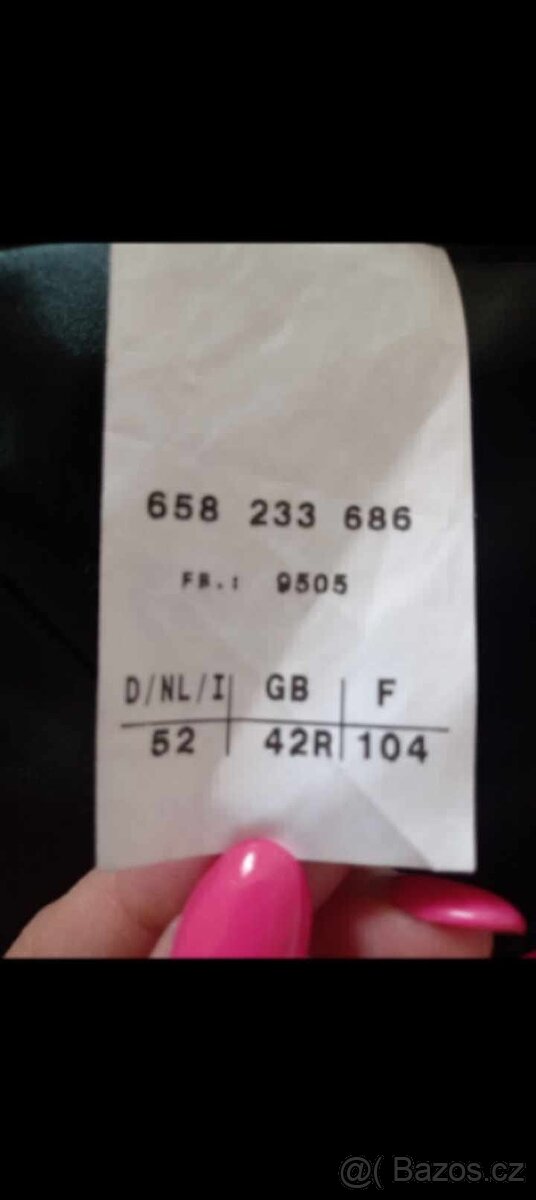 658 233 686
FB.: 9505
D/NL/I GB F
52 42R 104
@( Bazos.cz